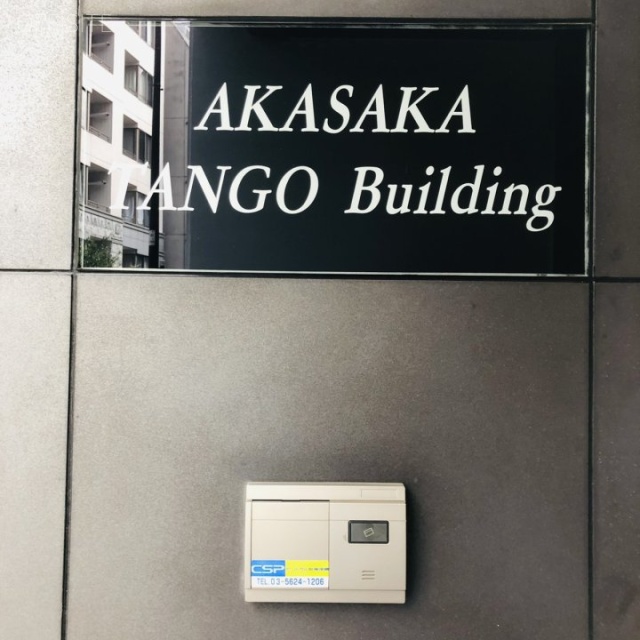 AKASAKA
TANGO Building
CSP
TEL 03-5624-1206